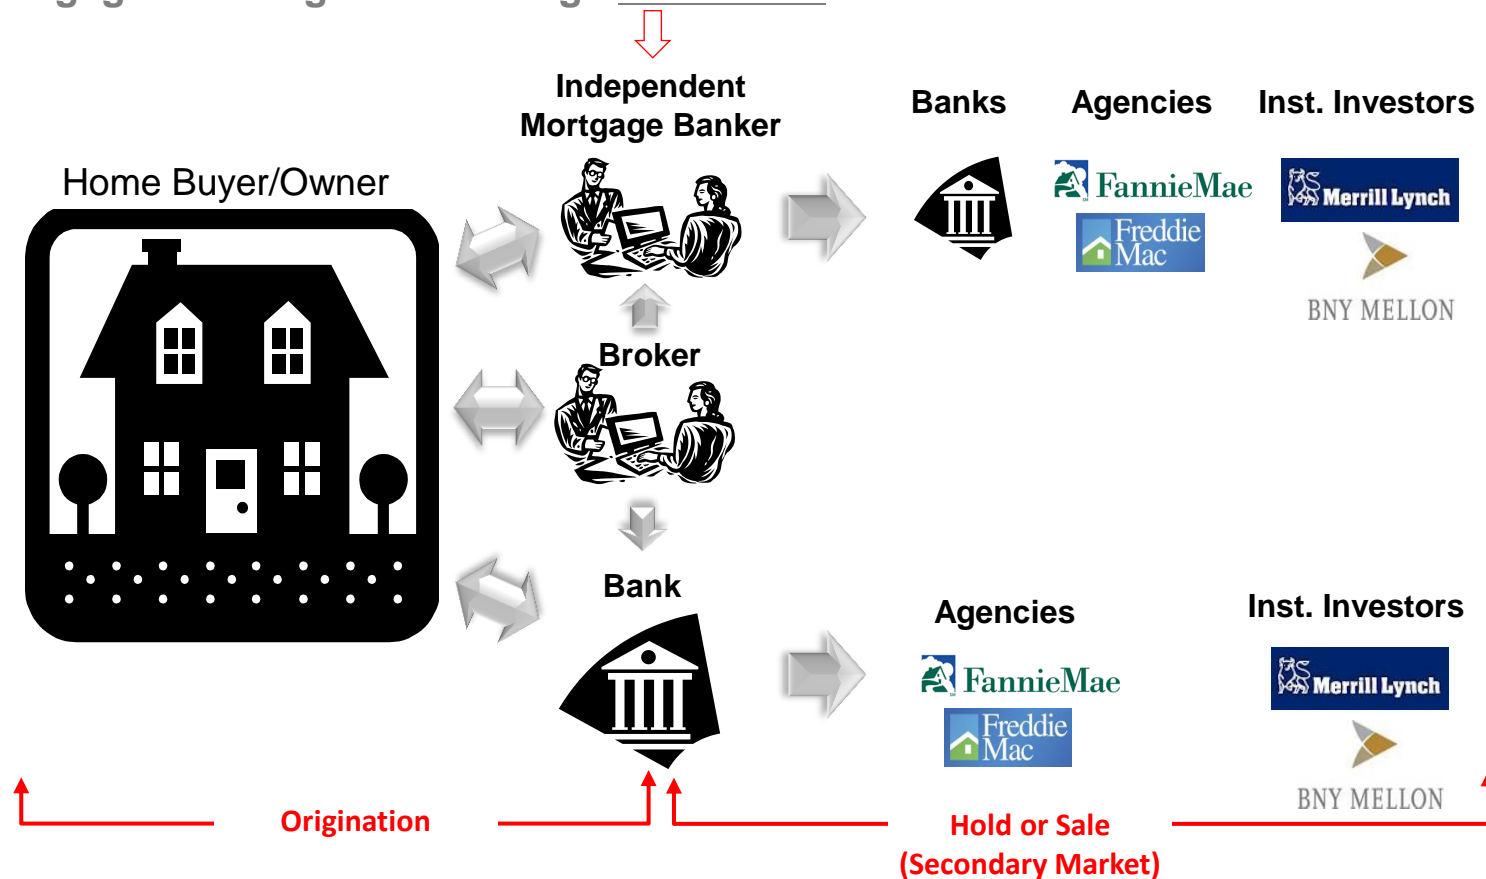 Independent
Mortgage Banker
Banks
Agencies
Inst. Investors
Home Buyer/Owner
FannieMae
Merrill Lynch
Freddie
Mac
BNY MELLON
Broker
Bank
Agencies
Inst. Investors
FannieMae
Merrill Lynch
Freddie
Mac
BNY MELLON
Origination
Hold or Sale
(Secondary Market)